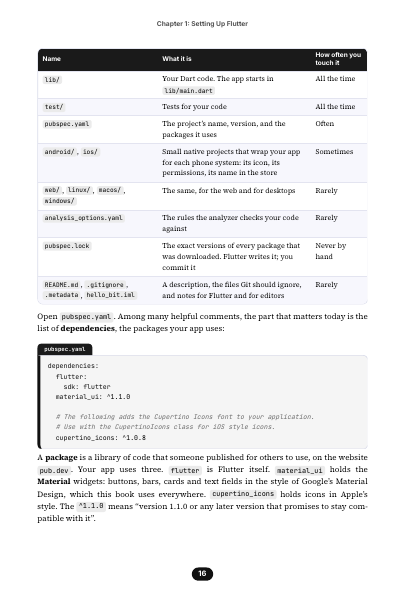 Chapter 1: Setting Up Flutter
Name What it is How often you touch it
lib/ Your Dart code. The app starts in lib/main.dart All the time
test/ Tests for your code All the time
pubspec.yaml The project's name, version, and the packages it uses Often
android/, ios/ Small native projects that wrap your app for each phone system: its icon, its permissions, its name in the store Sometimes
web/, linux/, macos/, windows/ The same, for the web and for desktops Rarely
analysis_options.yaml The rules the analyzer checks your code against Rarely
pubspec.lock The exact versions of every package that was downloaded. Flutter writes it; you commit it Never by hand
README.md, .gitignore, .metadata, hello_bit.iml A description, the files Git should ignore, and notes for Flutter and for editors Rarely
Open pubspec.yaml. Among many helpful comments, the part that matters today is the
list of dependencies, the packages your app uses:
pubspec.yaml
dependencies:
  flutter:
    sdk: flutter
  material_ui: ^1.1.0
  # The following adds the Cupertino Icons font to your application.
  # Use with the CupertinoIcons class for iOS style icons.
  cupertino_icons: ^1.0.8
A package is a library of code that someone published for others to use, on the website
pub.dev. Your app uses three. flutter is Flutter itself. material_ui holds the
Material widgets: buttons, bars, cards and text fields in the style of Google's Material
Design, which this book uses everywhere. cupertino_icons holds icons in Apple's
style. The ^1.1.0 means "version 1.1.0 or any later version that promises to stay com-
patible with it".
16